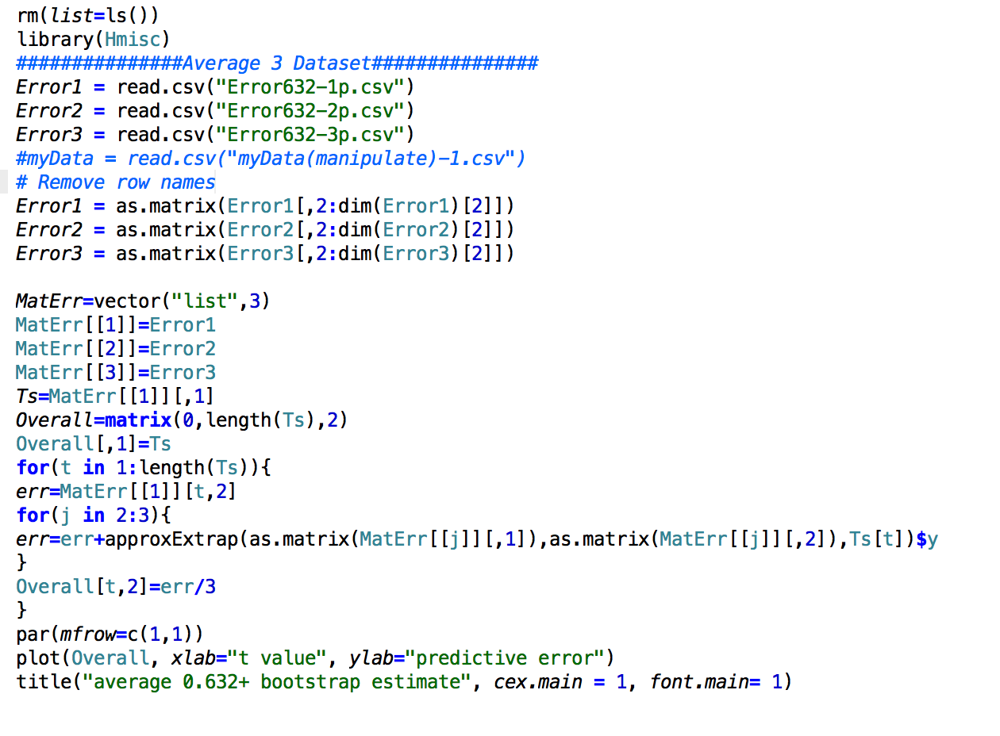 rm(list=ls())
library(Hmisc)
#################Average 3 Dataset###############
Error1 = read.csv("Error632-1p.csv")
Error2 = read.csv("Error632-2p.csv")
Error3 = read.csv("Error632-3p.csv")
#myData = read.csv("myData(manipulate)-1.csv")
# Remove row names
Error1 = as.matrix(Error1[,2:dim(Error1)[2]])
Error2 = as.matrix(Error2[,2:dim(Error2)[2]])
Error3 = as.matrix(Error3[,2:dim(Error3)[2]])
MatErr=vector("list",3)
MatErr[[1]]=Error1
MatErr[[2]]=Error2
MatErr[[3]]=Error3
Ts=MatErr[[1]][,1]
Overall=matrix(0,length(Ts),2)
Overall[,1]=Ts
for(t in 1:length(Ts)){
err=MatErr[[1]][t,2]
for(j in 2:3){
err=err+approxExtrap(as.matrix(MatErr[[j]][,1]),as.matrix(MatErr[[j]][,2]),Ts[t])$y
}
Overall[t,2]=err/3
}
par(mfrow=c(1,1))
plot(Overall, xlab="t value", ylab="predictive error")
title("average 0.632+ bootstrap estimate", cex.main = 1, font.main= 1)